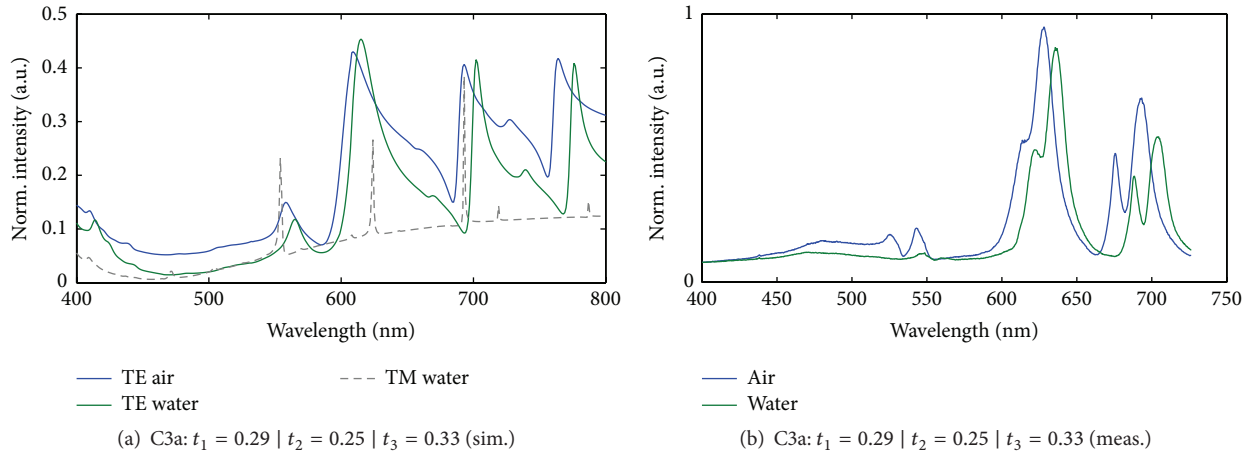 0.5
0.4
0.3
0.2
0.1
0
Norm. intensity (a.u.)
400 500 600 700 800
Wavelength (nm)
TE air
TE water
TM water
(a) C3a: t₁ = 0.29 | t₂ = 0.25 | t₃ = 0.33 (sim.)
1
0
Norm. intensity (a.u.)
400 450 500 550 600 650 700 750
Wavelength (nm)
Air
Water
(b) C3a: t₁ = 0.29 | t₂ = 0.25 | t₃ = 0.33 (meas.)